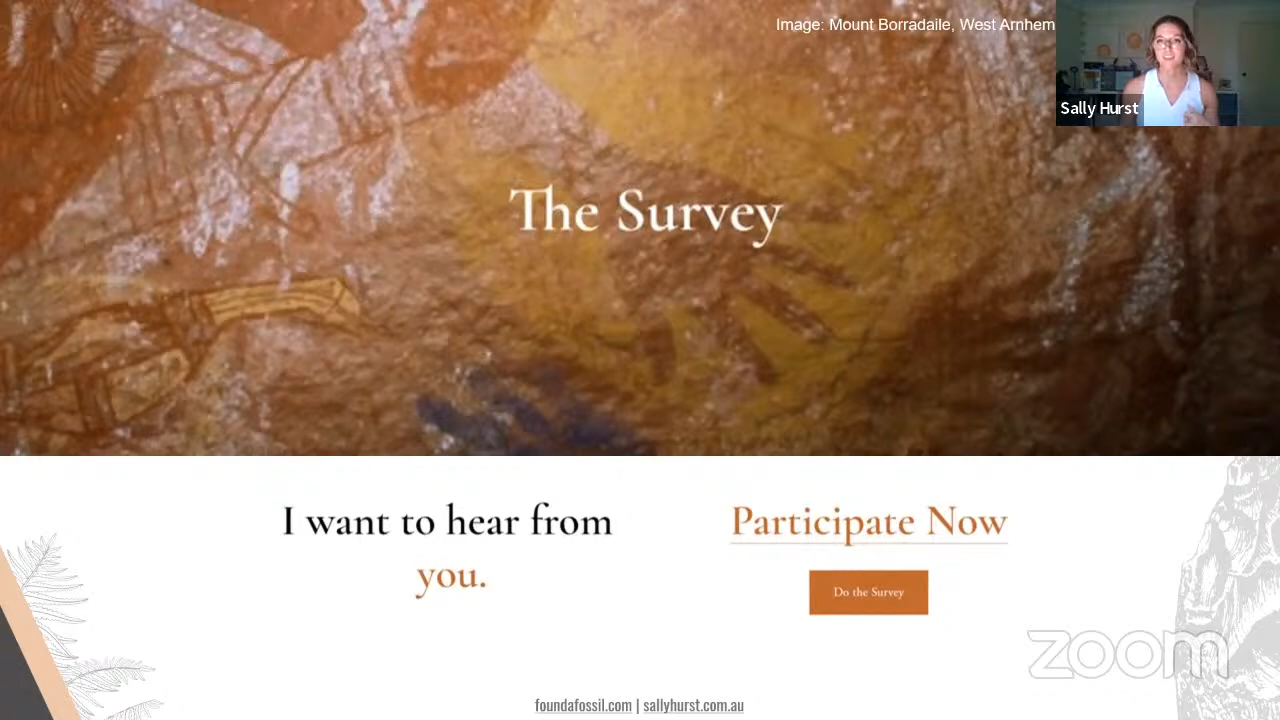 Image: Mount Borradaile, West Arnhem
Sally Hurst
The Survey
I want to hear from
you.
Participate Now
Do the Survey
zoom
foundafossil.com | sallyhurst.com.au